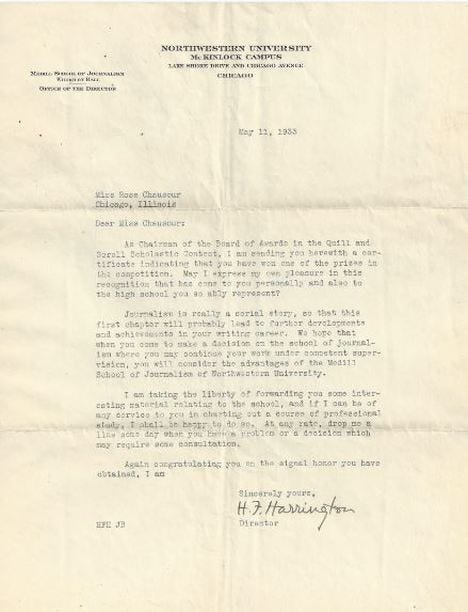 NORTHWESTERN UNIVERSITY
McKINLOCK CAMPUS
LAKE SHORE DRIVE AND CHICAGO AVENUE
CHICAGO
MEDILL SCHOOL OF JOURNALISM
HALL
OFFICE OF THE DIRECTOR
May 11, 1933
Miss Rose Chausour
Chicago, Illinois
Dear Miss Chausour:
As Chairman of the Board of Awards in the Quill and
Scroll Scholastic Contest, I am sending you herewith a cer-
tificate indicating that you have won one of the prizes in
the competition. May I express my own pleasure in this
recognition that has come to you personally and also to
the high school you so ably represent?
Journalism is really a serial story, so that this
first chapter will probably lead to further developments
and achievements in your writing career. We hope that
when you come to make a decision on the school of journal-
ism where you may continue your work under competent super-
vision, you will consider the advantages of the Medill
School of Journalism of Northwestern University.
I am taking the liberty of forwarding you some inter-
esting material relating to the school, and if I can be of
any service to you in charting out a course of professional
study, I shall be happy to do so. At any rate, drop me a
line some day when you have a problem or a decision which
may require some consultation.
Again congratulating you on the signal honor you have
obtained, I am
Sincerely yours,
H.F. Harrington
Director
HFH JB